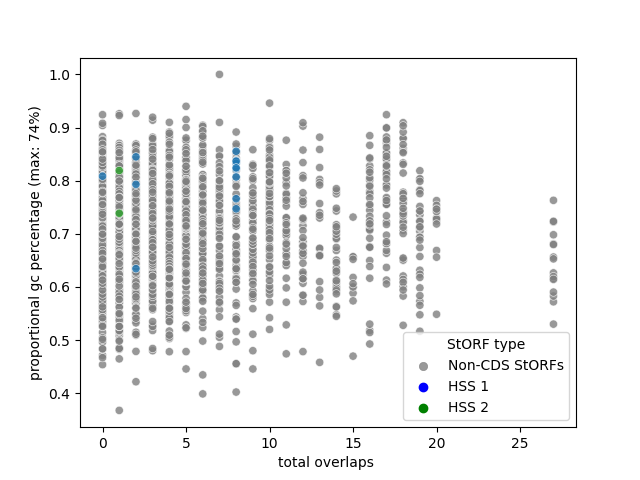 1.0
0.9
0.8
0.7
0.6
0.5
0.4
proportional gc percentage (max: 74%)
0 5 10 15 20 25
total overlaps
StORF type
Non-CDS StORFs
HSS 1
HSS 2